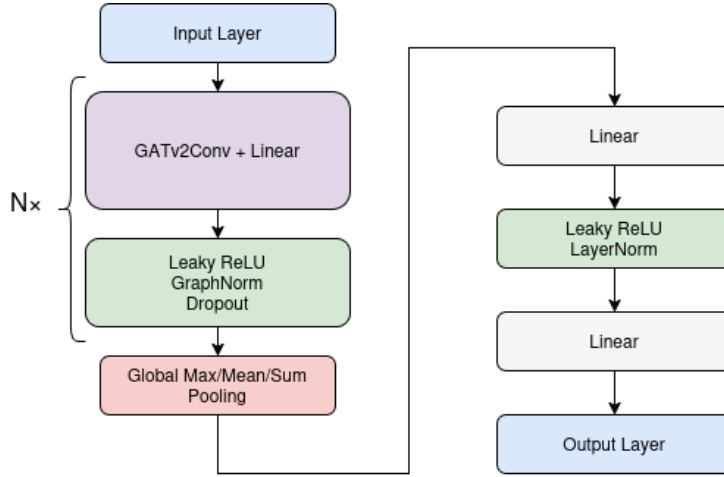 Input Layer
N×
GATv2Conv + Linear
Leaky ReLU
GraphNorm
Dropout
Global Max/Mean/Sum
Pooling
Linear
Leaky ReLU
LayerNorm
Linear
Output Layer